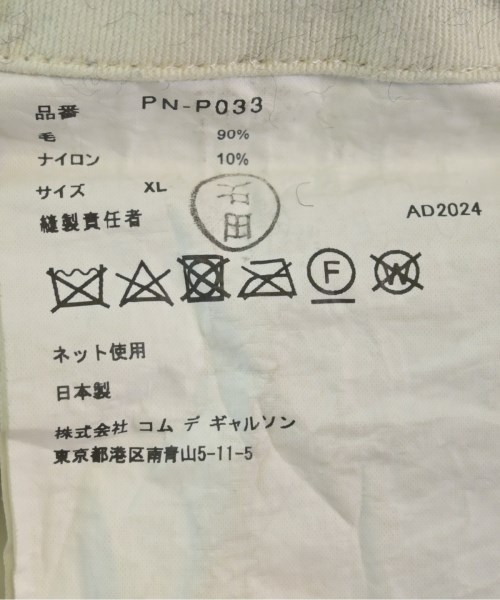 品番 PN-P033
毛 90%
ナイロン 10%
サイズ XL
縫製責任者
田
AD2024
F
W
ネット使用
日本製
株式会社 コム デ ギャルソン
東京都港区南青山5-11-5